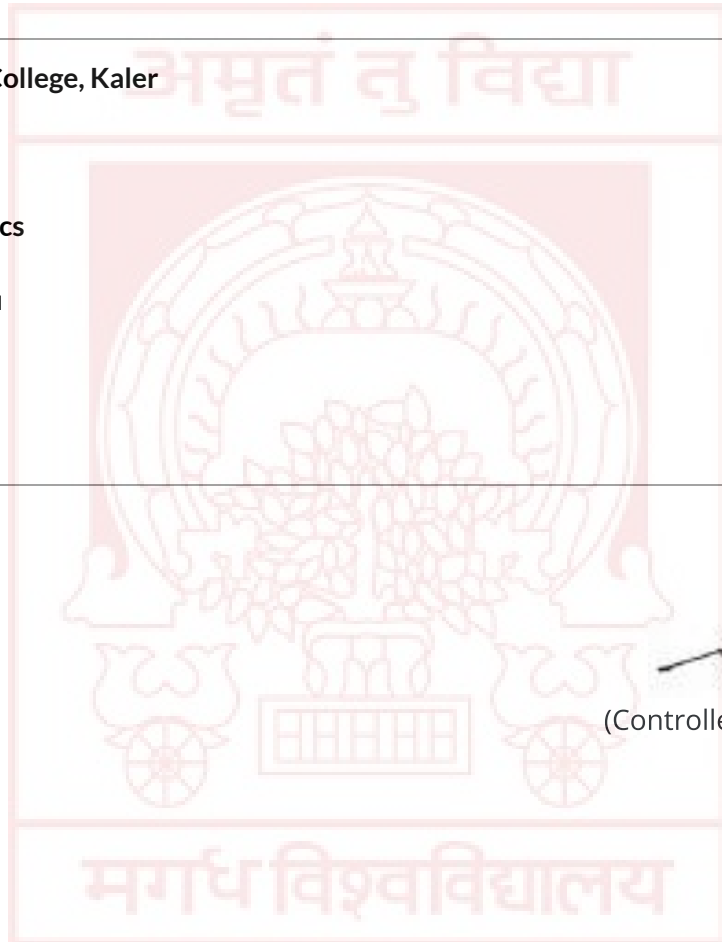 अमृतं तु विद्या
College, Kaler
cs
(Controlle
मगध विश्वविद्यालय